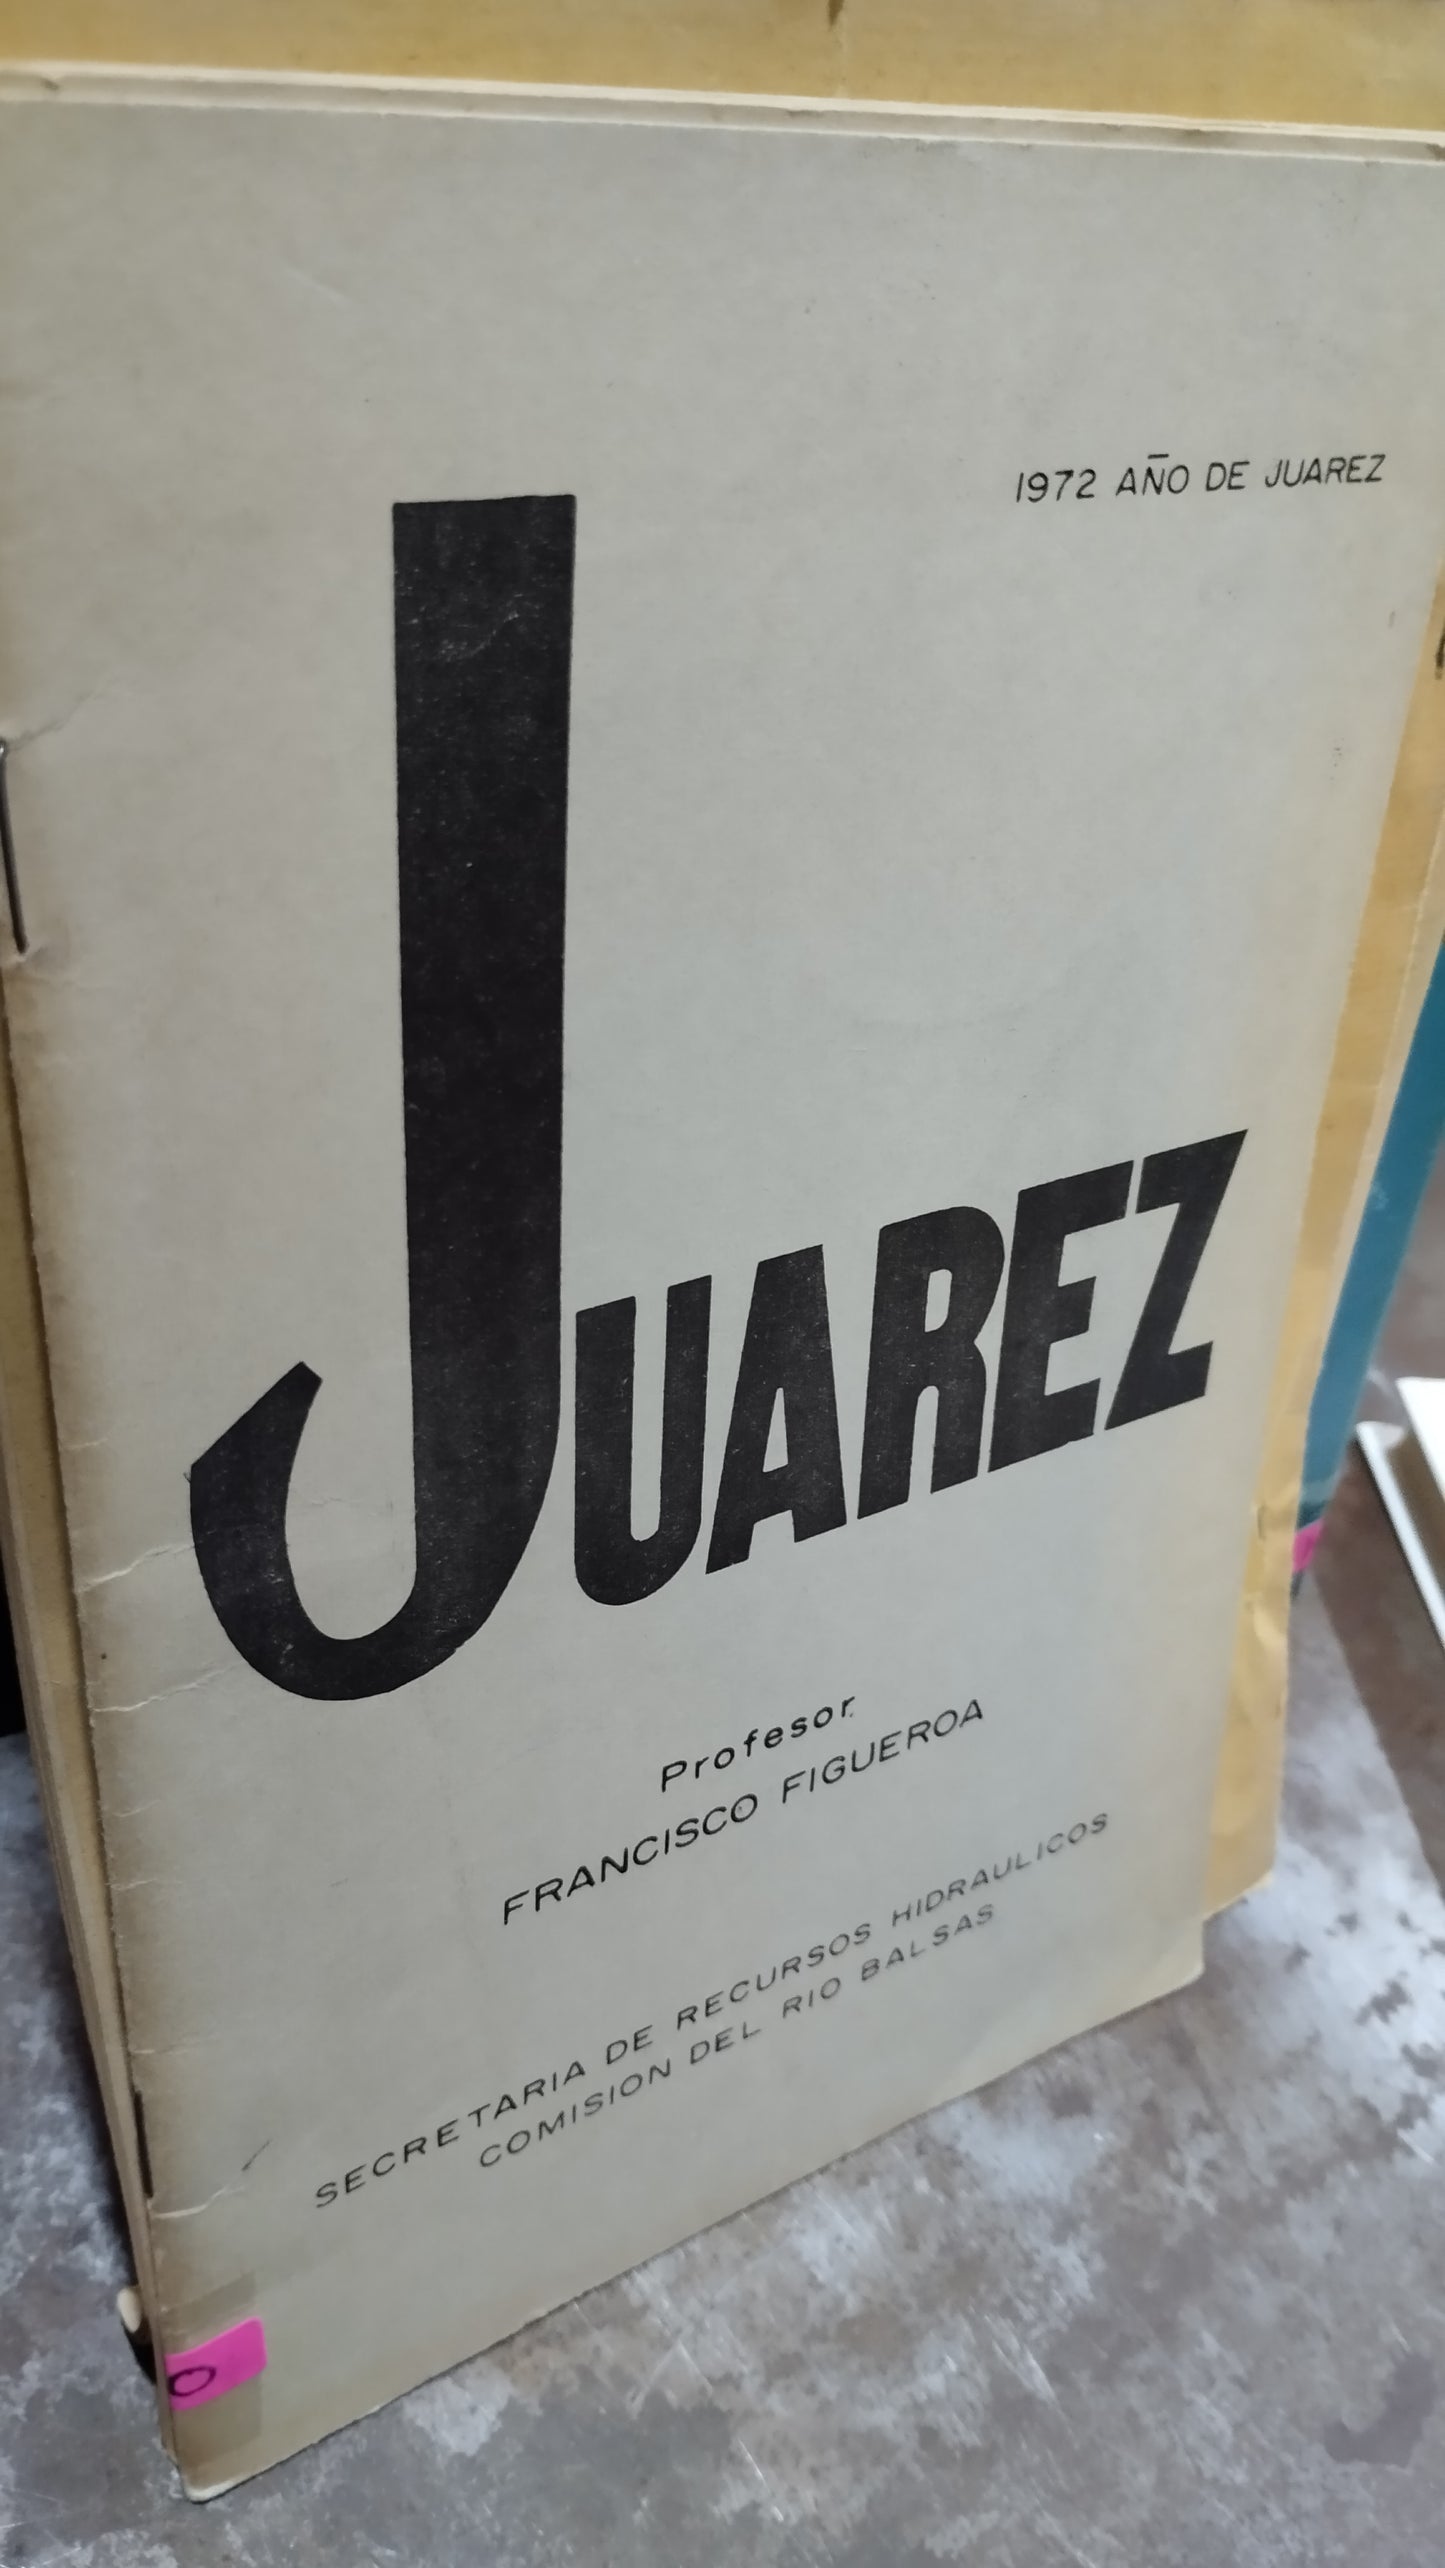 1972 AÑO DE JUAREZ
JUAREZ
Profesor
FRANCISCO FIGUEROA
SECRETARIA DE RECURSOS HIDRAULICOS
COMISION DEL RIO BALSAS
O